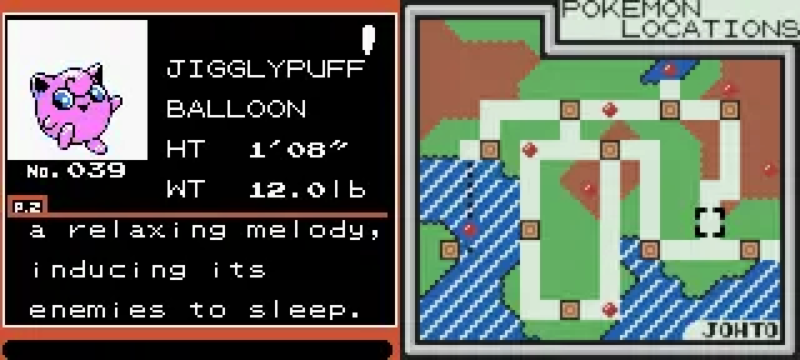 JIGGLYPUFF
BALLOON
HT 1'08"
WT 12.0lb
No. 039
P.2
a relaxing melody,
inducing its
enemies to sleep.
POKEMON
LOCATIONS
JOHTO